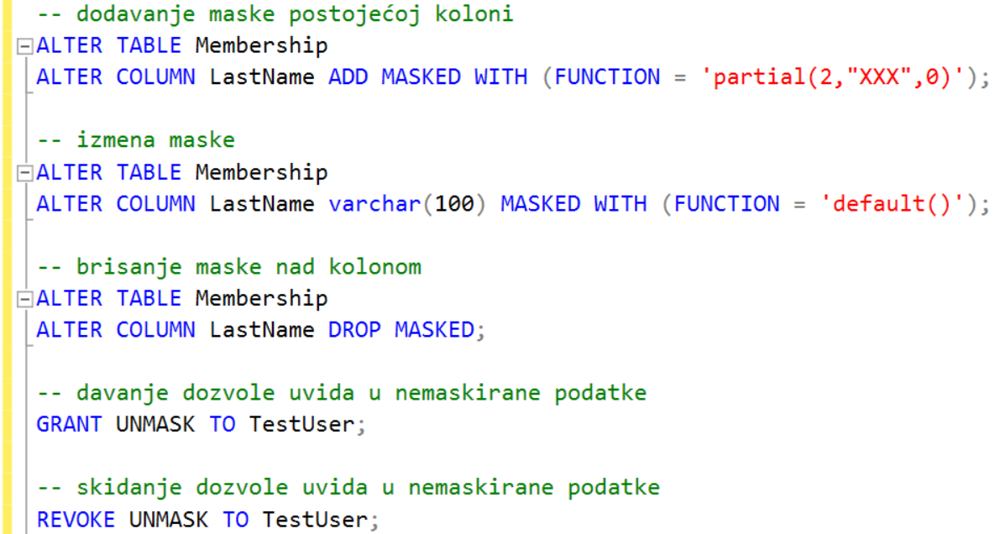 -- dodavanje maske postojećoj koloni
ALTER TABLE Membership
ALTER COLUMN LastName ADD MASKED WITH (FUNCTION = 'partial(2,"XXX",0)');
-- izmena maske
ALTER TABLE Membership
ALTER COLUMN LastName varchar(100) MASKED WITH (FUNCTION = 'default()');
-- brisanje maske nad kolonom
ALTER TABLE Membership
ALTER COLUMN LastName DROP MASKED;
-- davanje dozvole uvida u nemaskirane podatke
GRANT UNMASK TO TestUser;
-- skidanje dozvole uvida u nemaskirane podatke
REVOKE UNMASK TO TestUser;